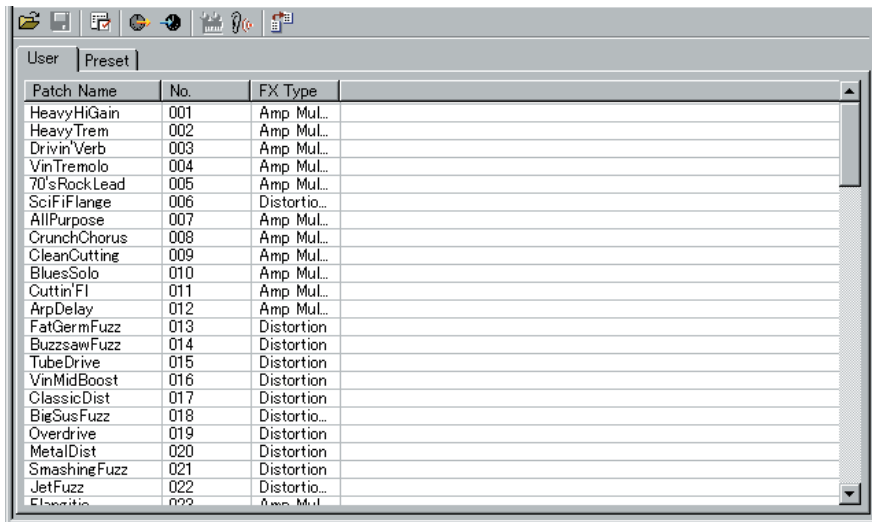 User Preset
Patch Name No. FX Type
HeavyHiGain 001 Amp Mul...
HeavyTrem 002 Amp Mul...
Drivin'Verb 003 Amp Mul...
VinTremolo 004 Amp Mul...
70'sRockLead 005 Amp Mul...
SciFiFlange 006 Distortio...
AllPurpose 007 Amp Mul...
CrunchChorus 008 Amp Mul...
CleanCutting 009 Amp Mul...
BluesSolo 010 Amp Mul...
Cuttin'Fl 011 Amp Mul...
ArpDelay 012 Amp Mul...
FatGermFuzz 013 Distortion
BuzzsawFuzz 014 Distortion
TubeDrive 015 Distortion
VinMidBoost 016 Distortion
ClassicDist 017 Distortion
BigSusFuzz 018 Distortio...
Overdrive 019 Distortion
MetalDist 020 Distortion
SmashingFuzz 021 Distortion
JetFuzz 022 Distortio...
023 Amp Mul...